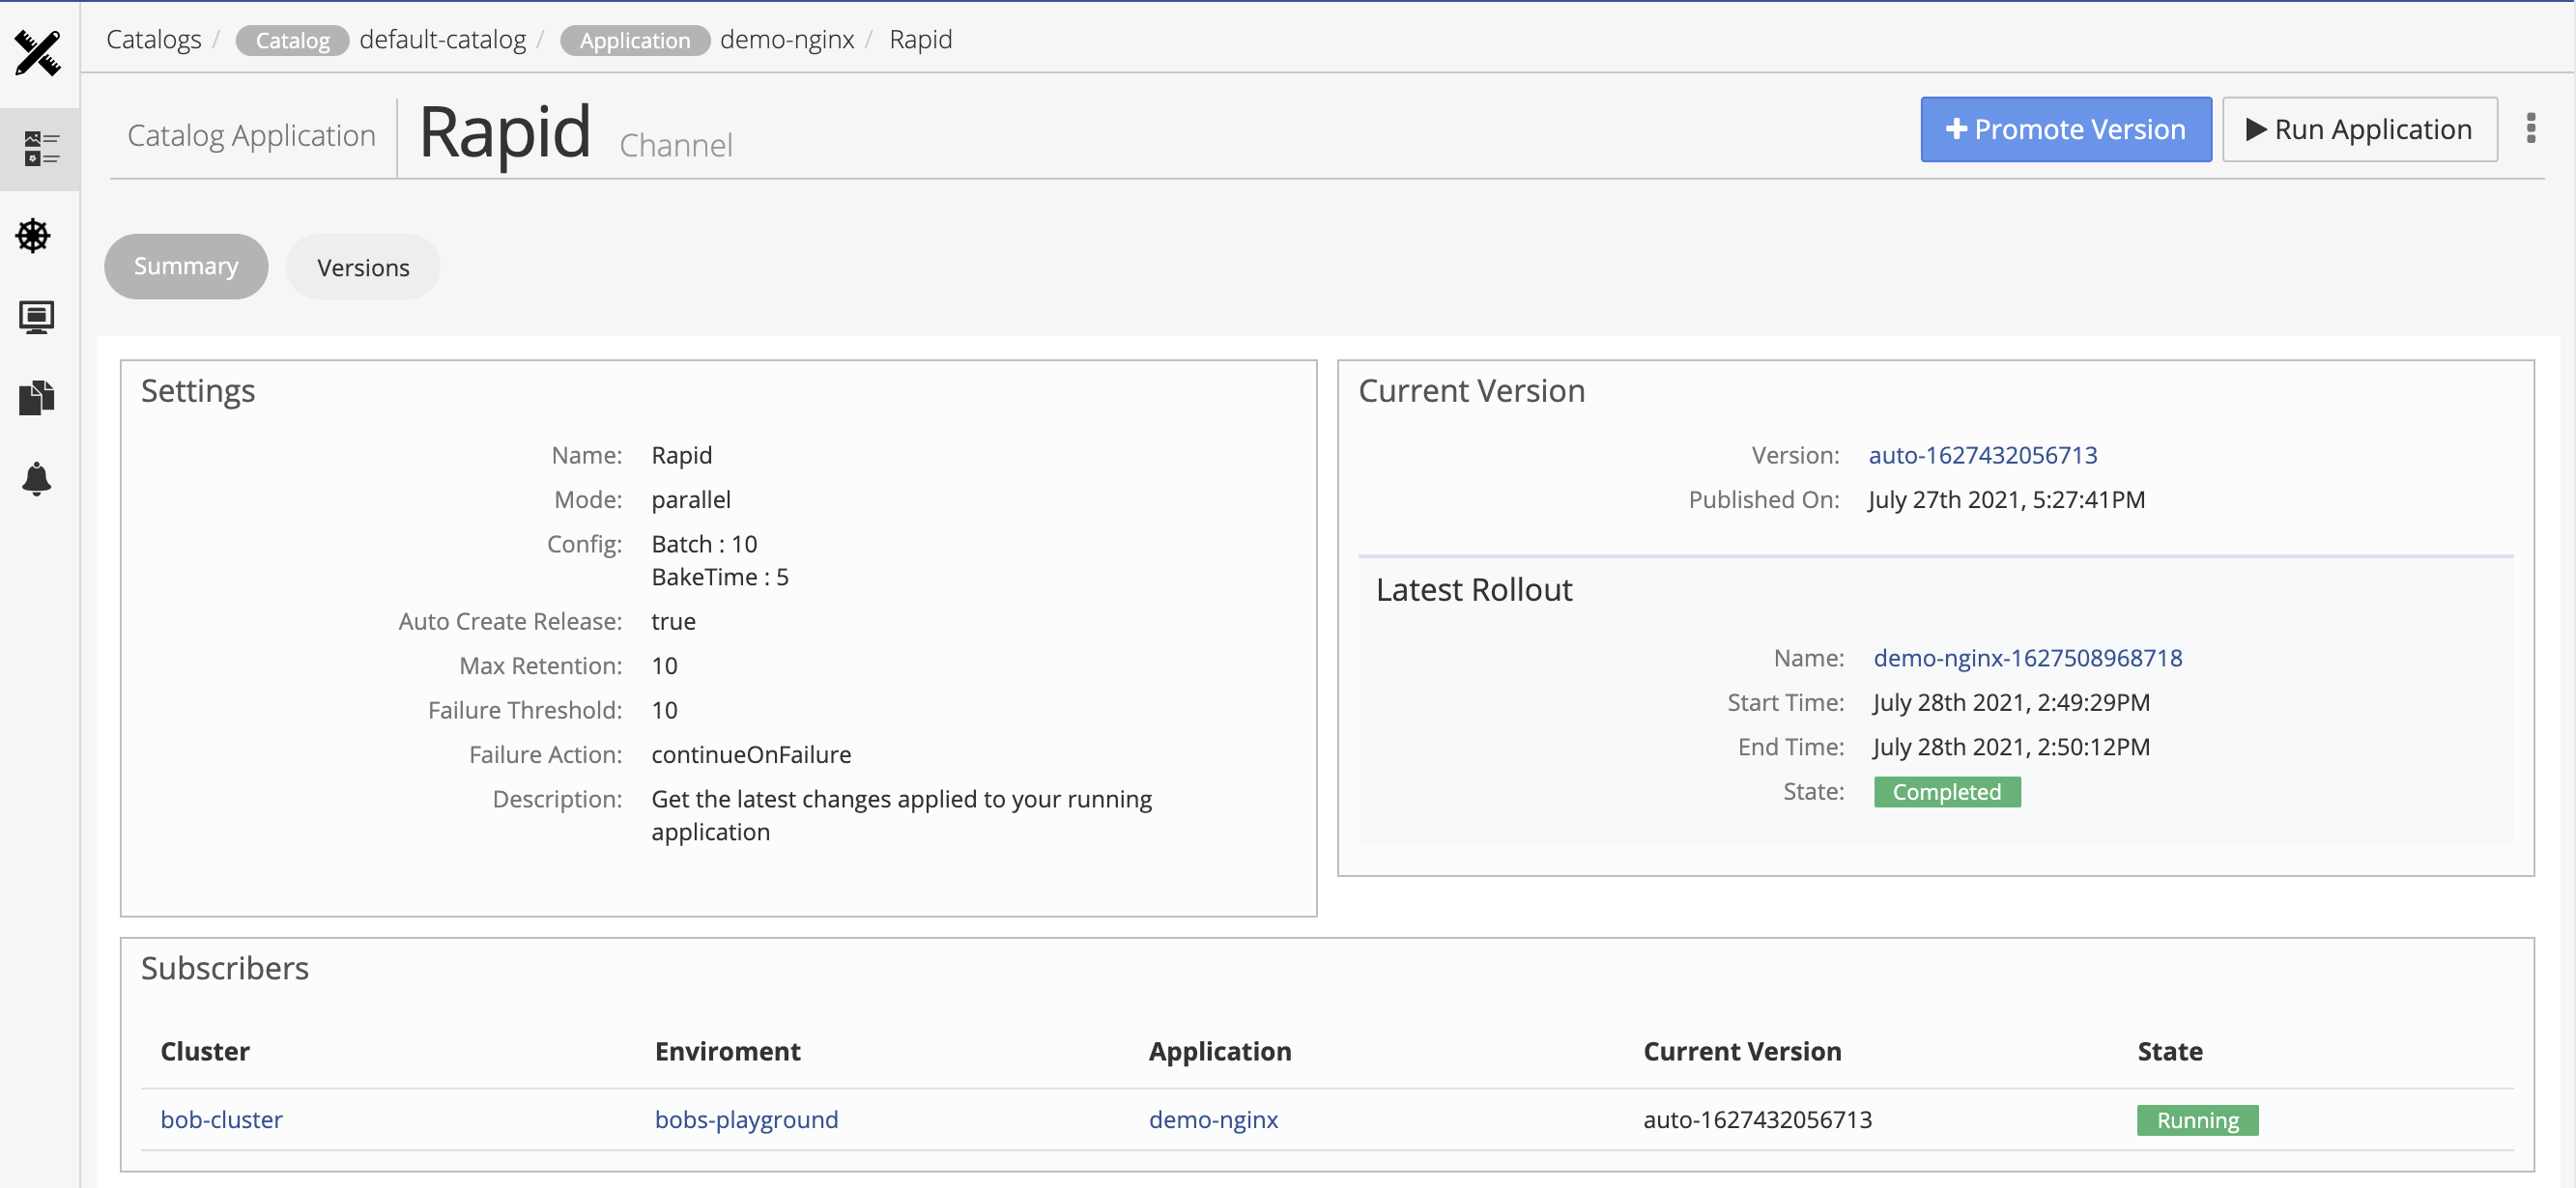 Catalogs / Catalog default-catalog / Application demo-nginx / Rapid
Catalog Application Rapid Channel
Promote Version
Run Application
Summary
Versions
Settings
Name: Rapid
Mode: parallel
Config: Batch : 10
BakeTime : 5
Auto Create Release: true
Max Retention: 10
Failure Threshold: 10
Failure Action: continueOnFailure
Description: Get the latest changes applied to your running
application
Current Version
Version: auto-1627432056713
Published On: July 27th 2021, 5:27:41PM
Latest Rollout
Name: demo-nginx-1627508968718
Start Time: July 28th 2021, 2:49:29PM
End Time: July 28th 2021, 2:50:12PM
State: Completed
Subscribers
Cluster Enviroment Application Current Version State
bob-cluster bobs-playground demo-nginx auto-1627432056713 Running